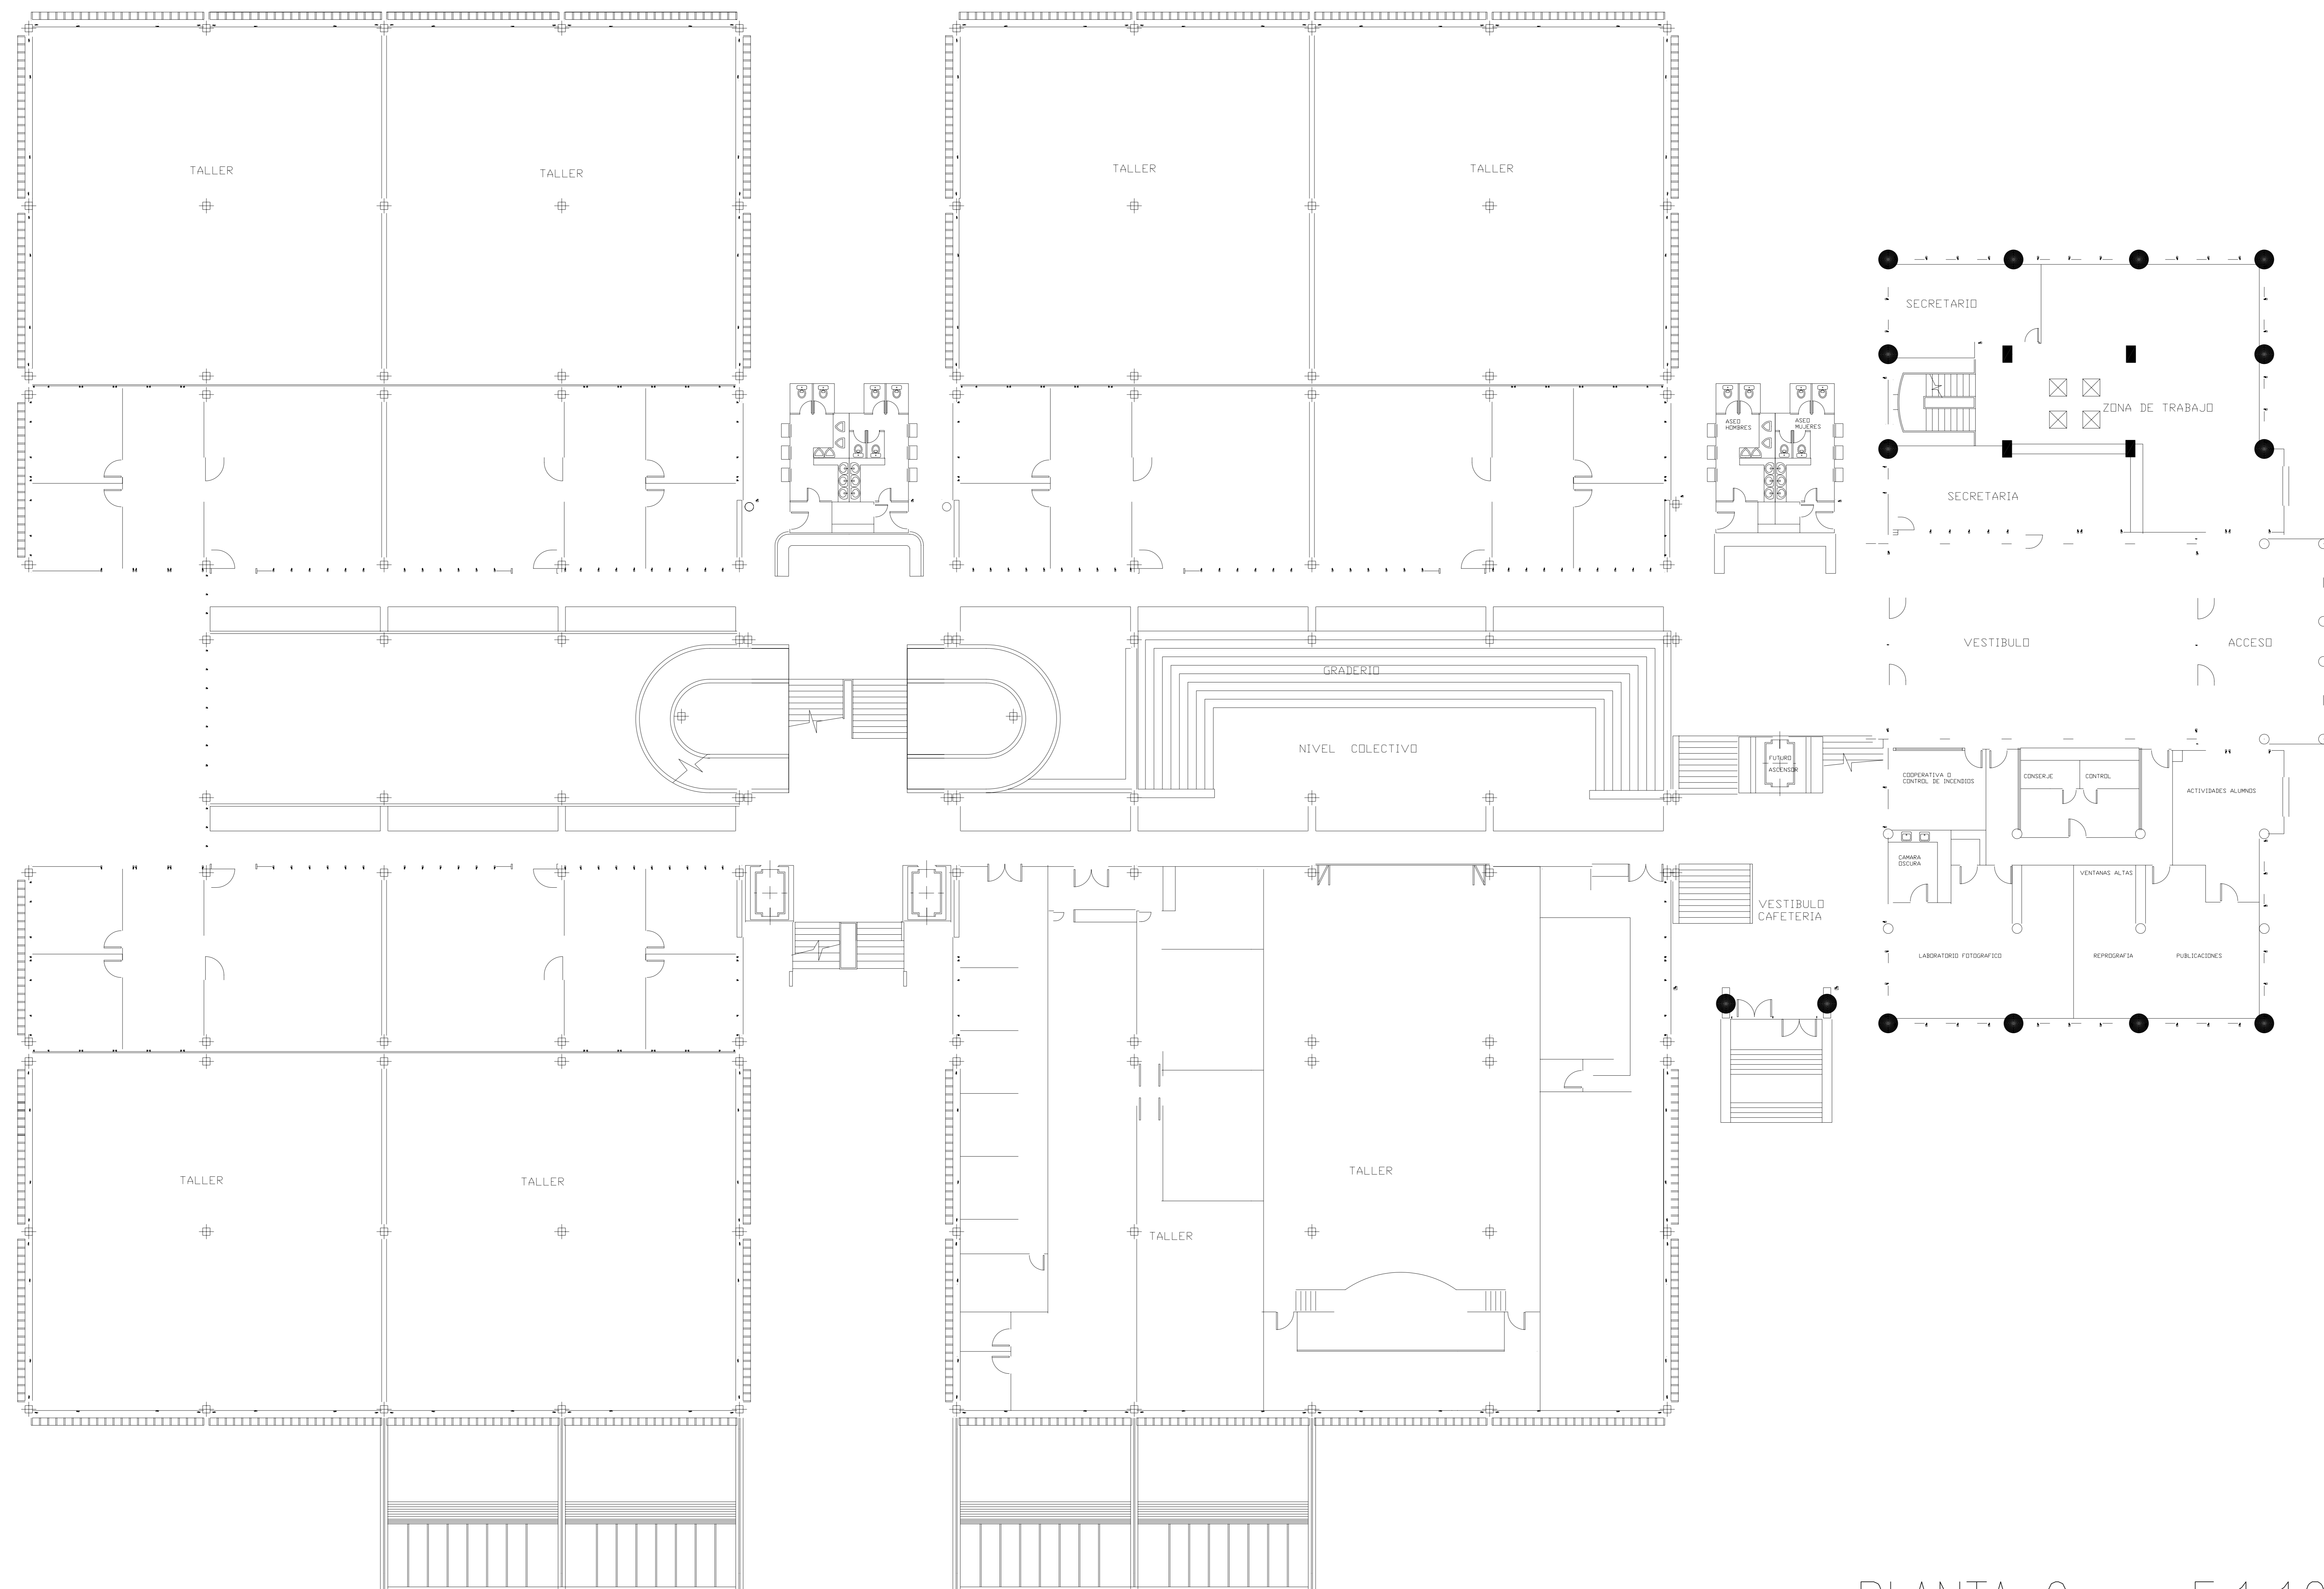 TALLER
TALLER
TALLER
TALLER
SECRETARIO
ZONA DE TRABAJO
ASEO
HOMBRES
ASEO
MUJERES
SECRETARIA
VESTIBULO
ACCESO
GRADERIO
NIVEL COLECTIVO
FUTURO
ASCENSOR
COOPERATIVA O
CONTROL DE INCENDIOS
CONSERJE
CONTROL
ACTIVIDADES ALUMNOS
CAMARA
OSCURA
VENTANAS ALTAS
VESTIBULO
CAFETERIA
LABORATORIO FOTOGRAFICO
REPROGRAFIA
PUBLICACIONES
TALLER
TALLER
TALLER
TALLER
PLANTA